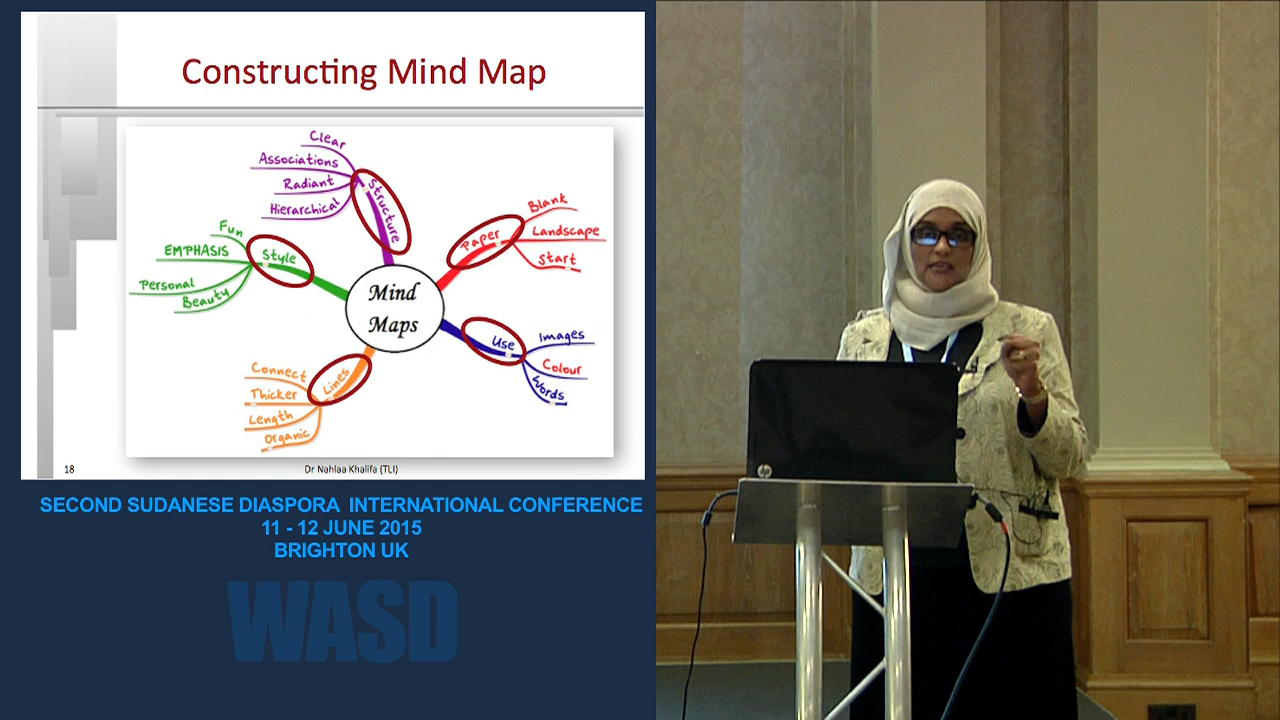 Constructing Mind Map
Clear
Associations
Radiant
Hierarchical
Structure
Blank
Landscape
Start
Paper
Fun
EMPHASIS
Personal
Beauty
Style
Mind
Maps
Use
Images
Colour
Words
Connect
Thicker
Length
Organic
Lines
18
Dr Nahlaa Khalifa (TLI)
SECOND SUDANESE DIASPORA INTERNATIONAL CONFERENCE
11 - 12 JUNE 2015
BRIGHTON UK
WASD
hp